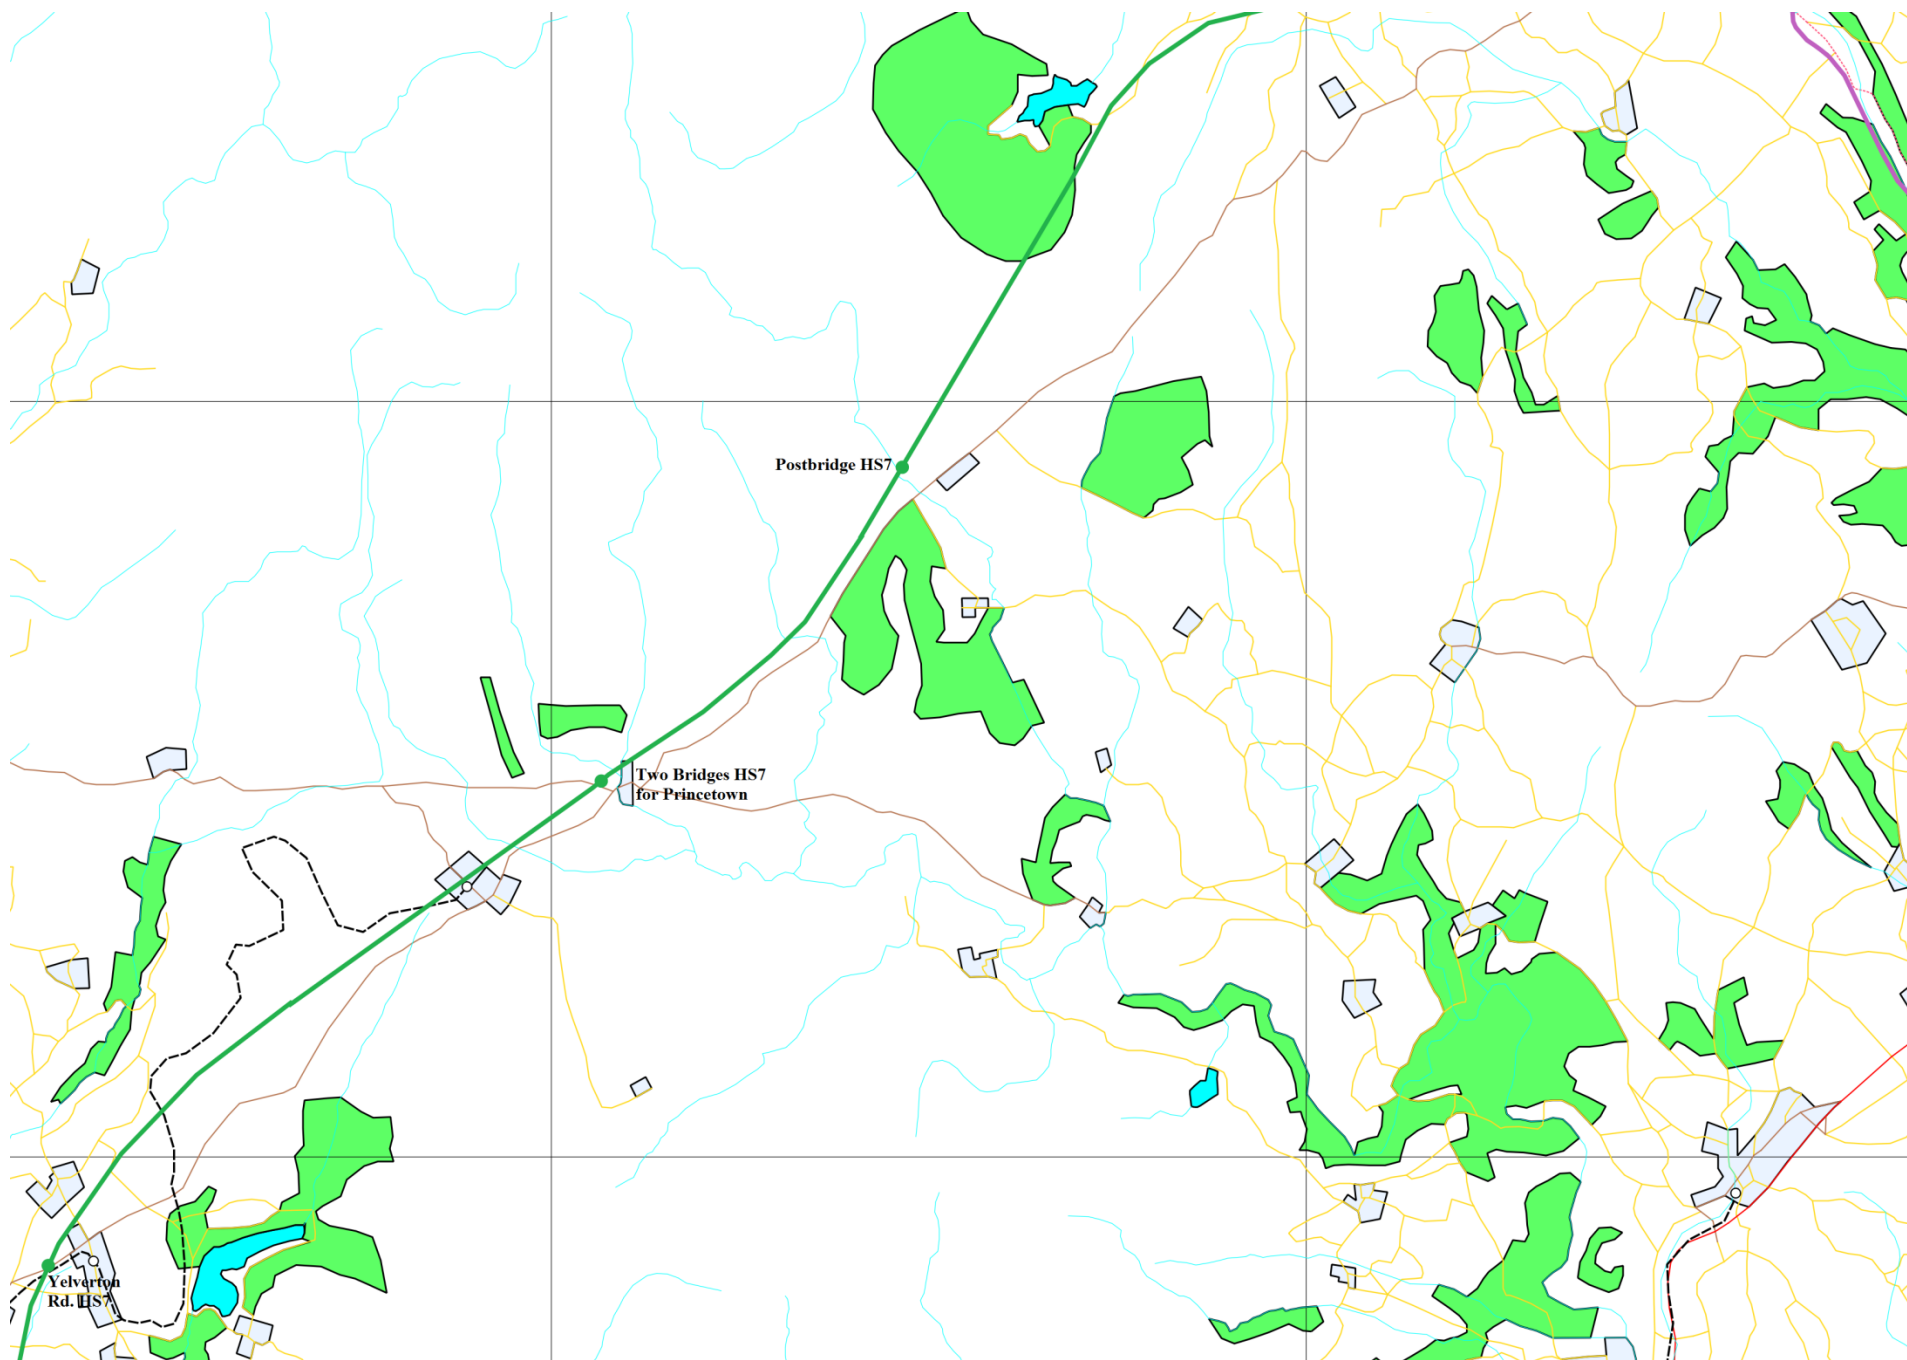 Postbridge HS7
Two Bridges HS7
for Princetown
Yelverton
Rd. HS7